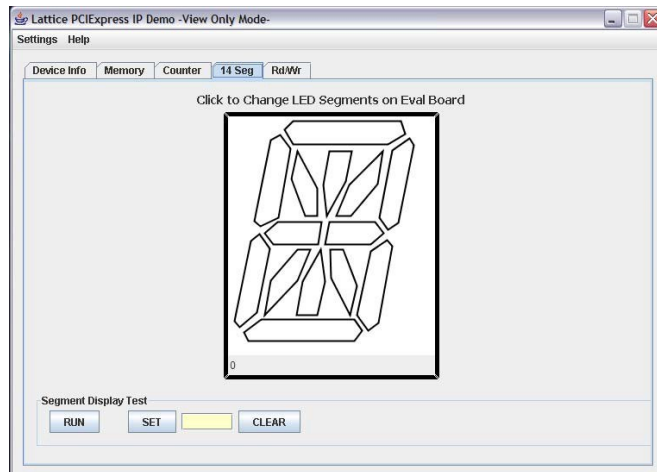 Lattice PCIExpress IP Demo -View Only Mode-
Settings Help
Device Info Memory Counter 14 Seg Rd/Wr
Click to Change LED Segments on Eval Board
0
Segment Display Test
RUN SET CLEAR